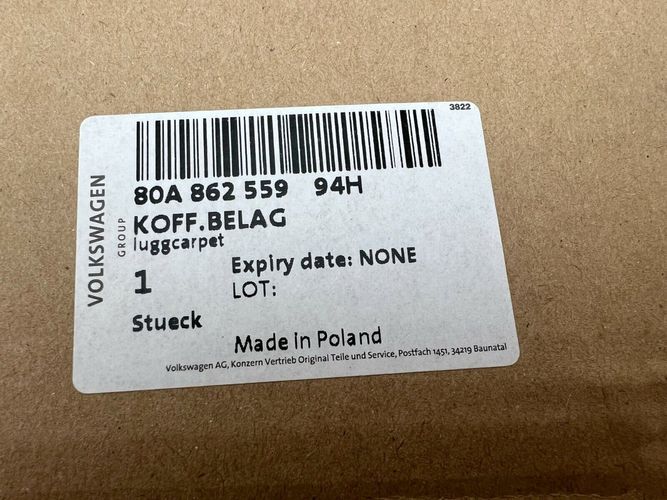 3822
80A 862 559 94H
KOFF.BELAG
luggcarpet
1
Expiry date: NONE
LOT:
Stueck
Made in Poland
Volkswagen AG, Konzern Vertrieb Original Teile und Service, Postfach 1451, 34219 Baunatal
VOLKSWAGEN
GROUP